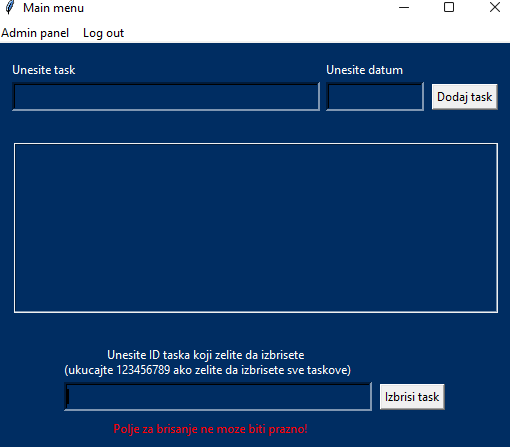 Main menu
Admin panel Log out
Unesite task Unesite datum
Dodaj task
Unesite ID taska koji zelite da izbrisete
(ukucajte 123456789 ako zelite da izbrisete sve taskove)
Izbrisi task
Polje za brisanje ne moze biti prazno!